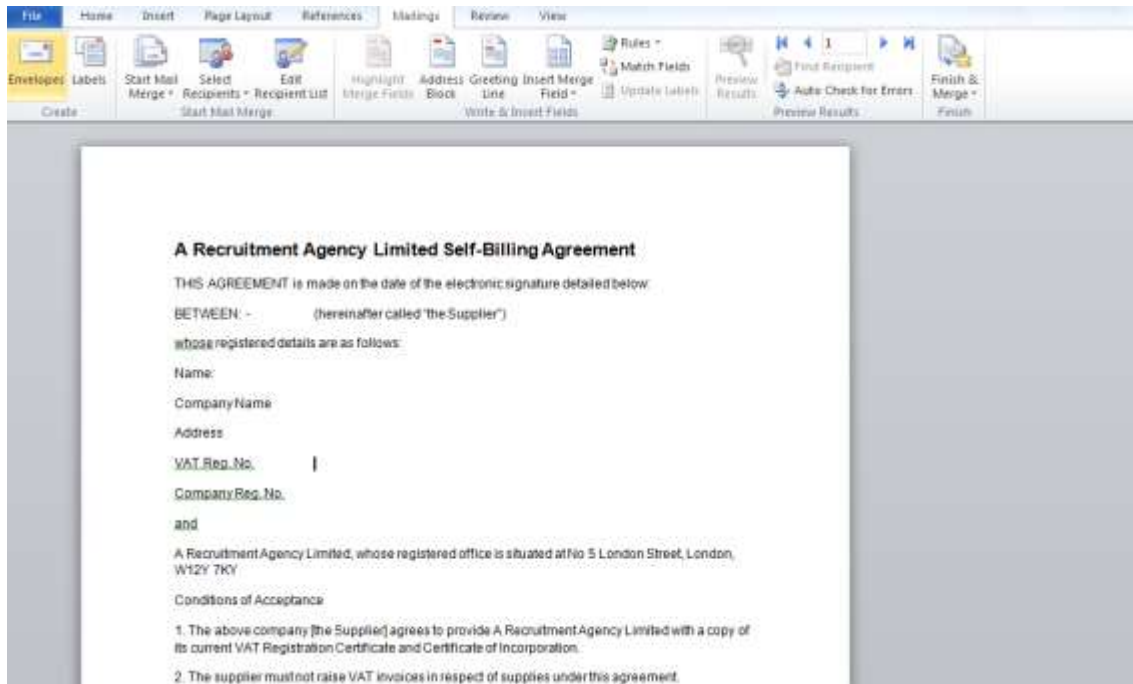 File Home Insert Page Layout References Mailings Review View
Envelopes Labels Start Mail Merge Select Recipients Edit Recipient List Highlight Merge Fields Address Block Greeting Line Insert Merge Field Rules Match Fields Update Labels Preview Results 1 Find Recipient Auto Check for Errors Finish & Merge
Create Start Mail Merge Write & Insert Fields Preview Results Finish
A Recruitment Agency Limited Self-Billing Agreement
THIS AGREEMENT is made on the date of the electronic signature detailed below:
BETWEEN: - (hereinafter called "the Supplier")
whose registered details are as follows:
Name:
Company Name
Address
VAT Reg. No.
Company Reg. No.
and
A Recruitment Agency Limited, whose registered office is situated at No 5 London Street, London,
W12Y 7KY
Conditions of Acceptance
1. The above company [the Supplier] agrees to provide A Recruitment Agency Limited with a copy of
its current VAT Registration Certificate and Certificate of Incorporation.
2. The supplier must not raise VAT invoices in respect of supplies under this agreement.